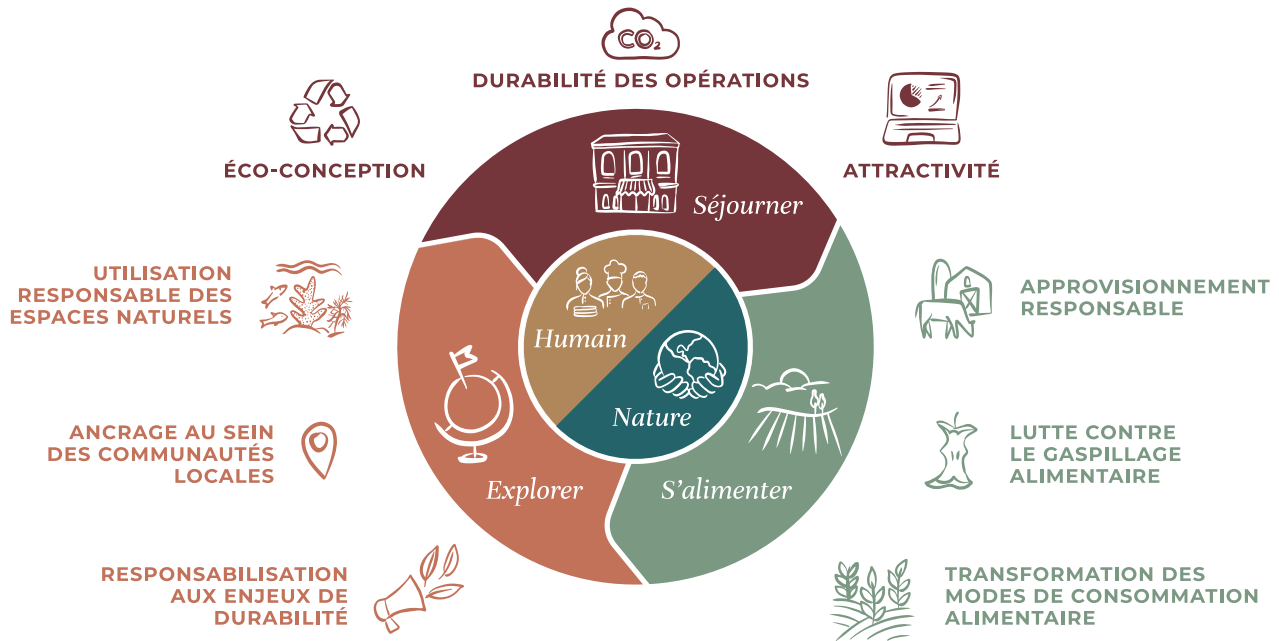 CO₂
DURABILITÉ DES OPÉRATIONS
ÉCO-CONCEPTION
ATTRACTIVITÉ
Séjourner
UTILISATION
RESPONSABLE DES
ESPACES NATURELS
APPROVISIONNEMENT
RESPONSABLE
Humain
Nature
ANCRAGE AU SEIN
DES COMMUNAUTÉS
LOCALES
LUTTE CONTRE
LE GASPILLAGE
ALIMENTAIRE
Explorer
S'alimenter
RESPONSABILISATION
AUX ENJEUX DE
DURABILITÉ
TRANSFORMATION DES
MODES DE CONSOMMATION
ALIMENTAIRE